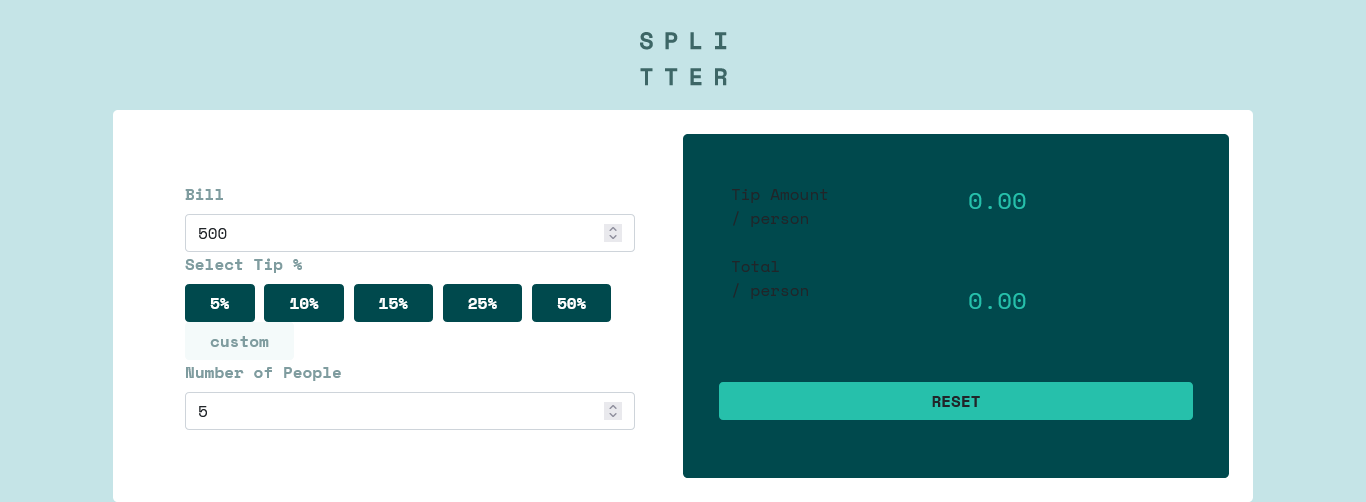 SPLI
TTER
Bill
500
Select Tip %
5% 10% 15% 25% 50%
custom
Number of People
5
Tip Amount
/ person
0.00
Total
/ person
0.00
RESET